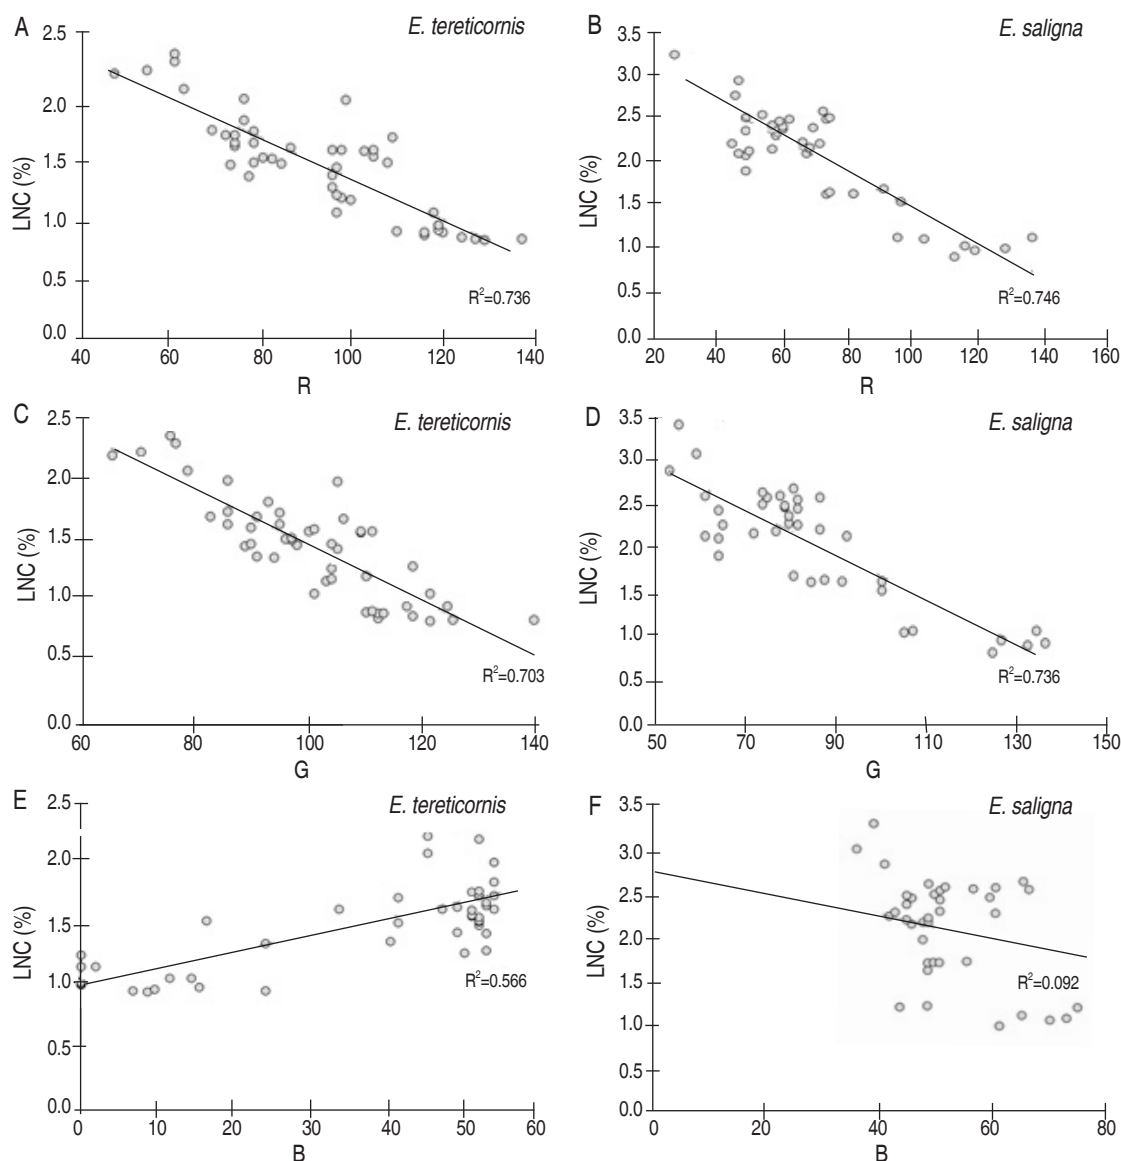 A
E. tereticornis
2.5
2.0
1.5
1.0
0.5
0.0
LNC (%)
R²=0.736
40 60 80 100 120 140
R
B
E. saligna
3.5
3.0
2.5
2.0
1.5
1.0
0.5
0.0
LNC (%)
R²=0.746
20 40 60 80 100 120 140 160
R
C
E. tereticornis
2.5
2.0
1.5
1.0
0.5
0.0
LNC (%)
R²=0.703
60 80 100 120 140
G
D
E. saligna
3.5
3.0
2.5
2.0
1.5
1.0
0.5
0.0
LNC (%)
R²=0.736
50 70 90 110 130 150
G
E
E. tereticornis
2.5
2.0
1.5
1.0
0.5
0.0
LNC (%)
R²=0.566
0 10 20 30 40 50 60
B
F
E. saligna
3.5
3.0
2.5
2.0
1.5
1.0
0.5
0.0
LNC (%)
R²=0.092
0 20 40 60 80
B